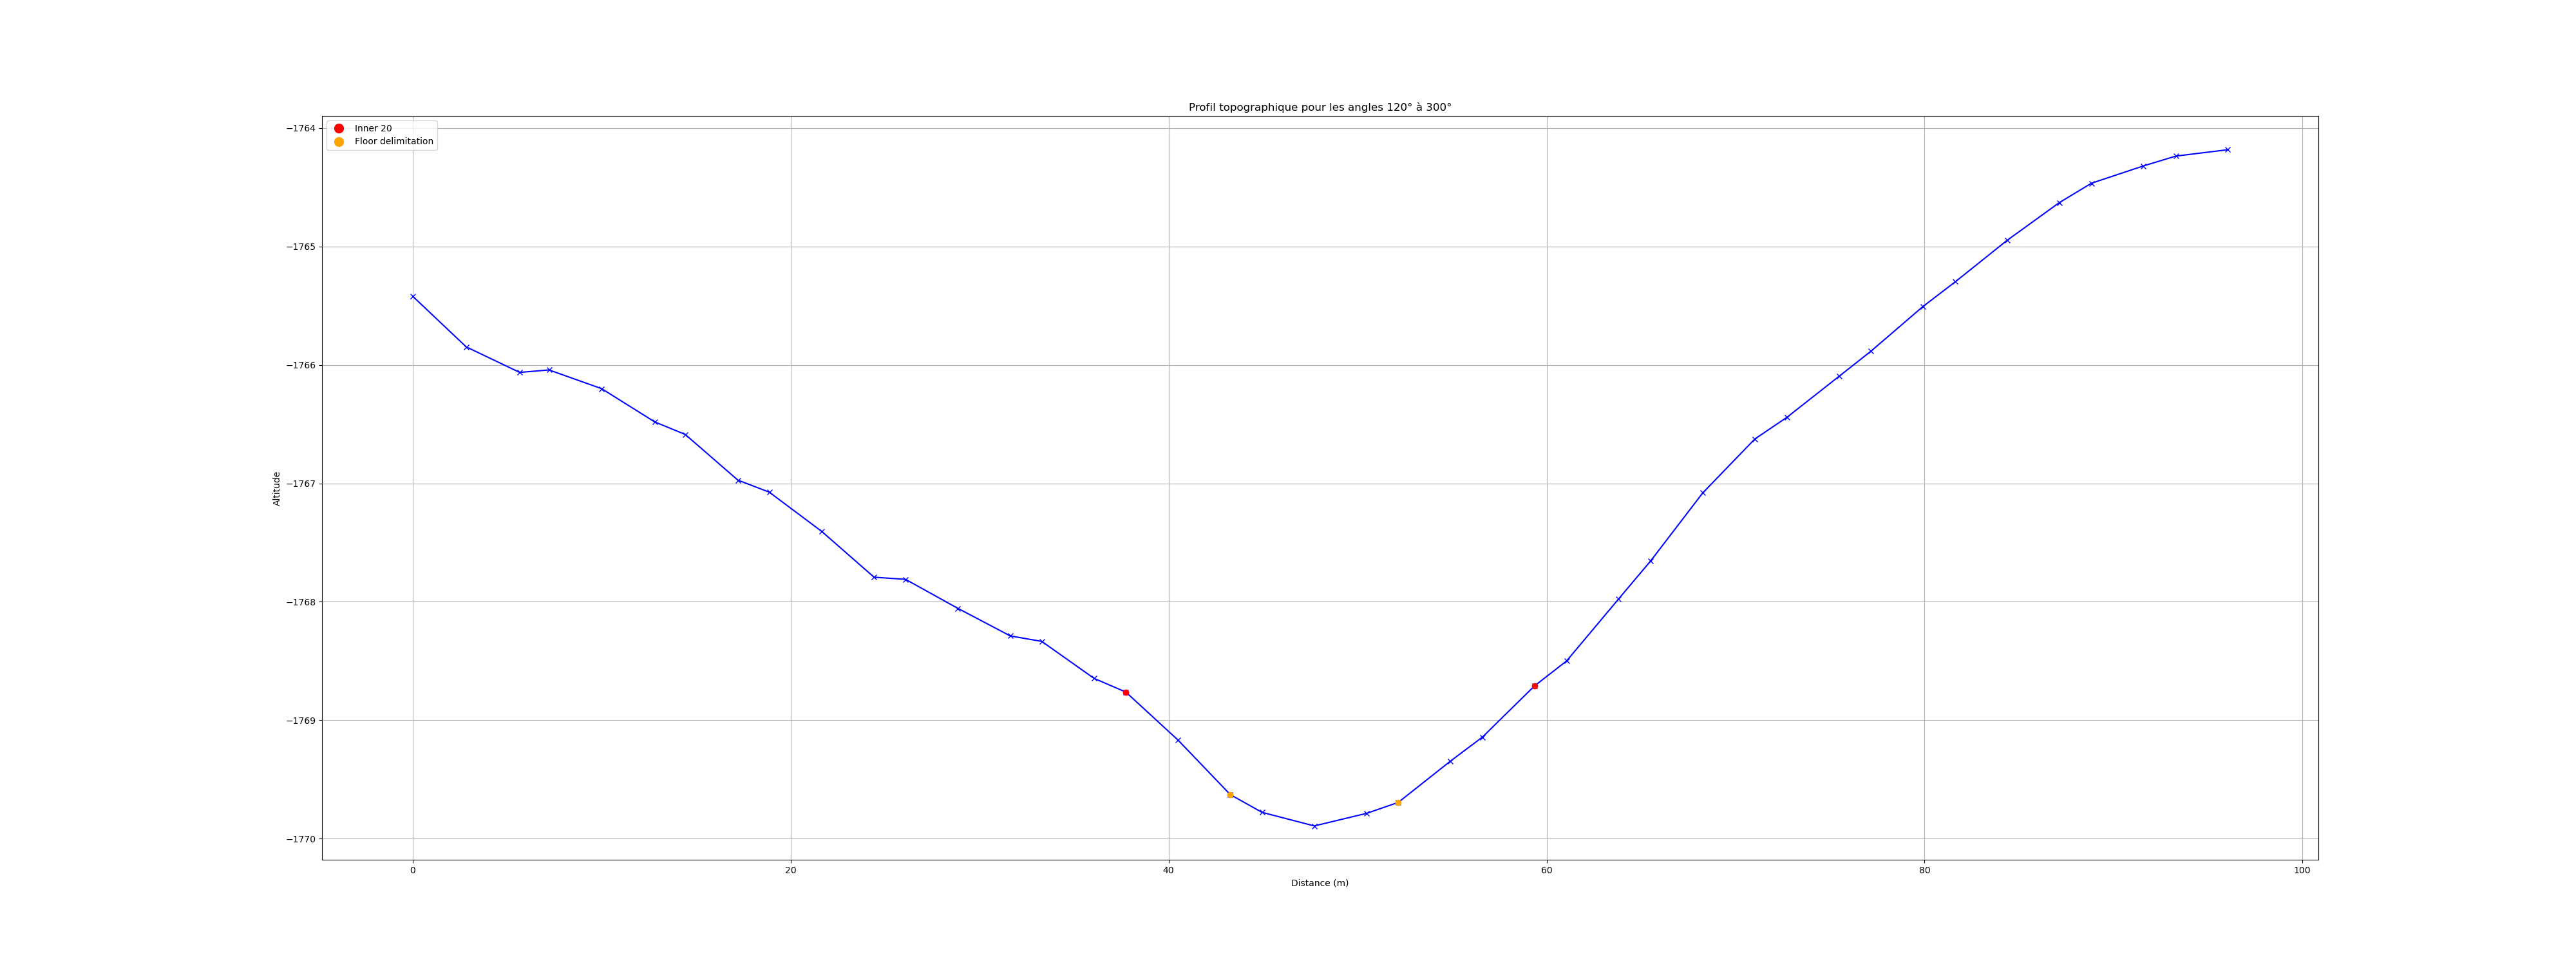 Profil topographique pour les angles 120° à 300°
Inner 20
Floor delimitation
−1764
−1765
−1766
−1767
−1768
−1769
−1770
Altitude
0 20 40 60 80 100
Distance (m)